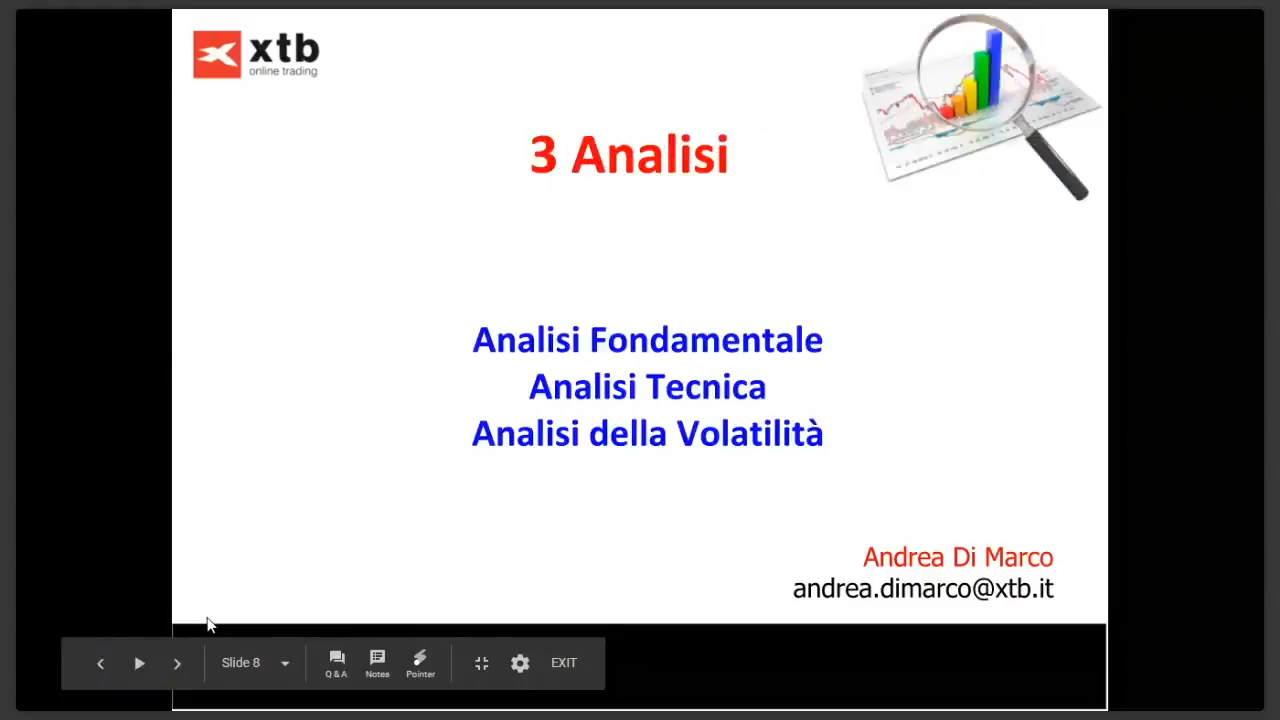 xtb
online trading
3 Analisi
Analisi Fondamentale
Analisi Tecnica
Analisi della Volatilità
Andrea Di Marco
andrea.dimarco@xtb.it
Slide 8
Q & A
Notes
Pointer
EXIT